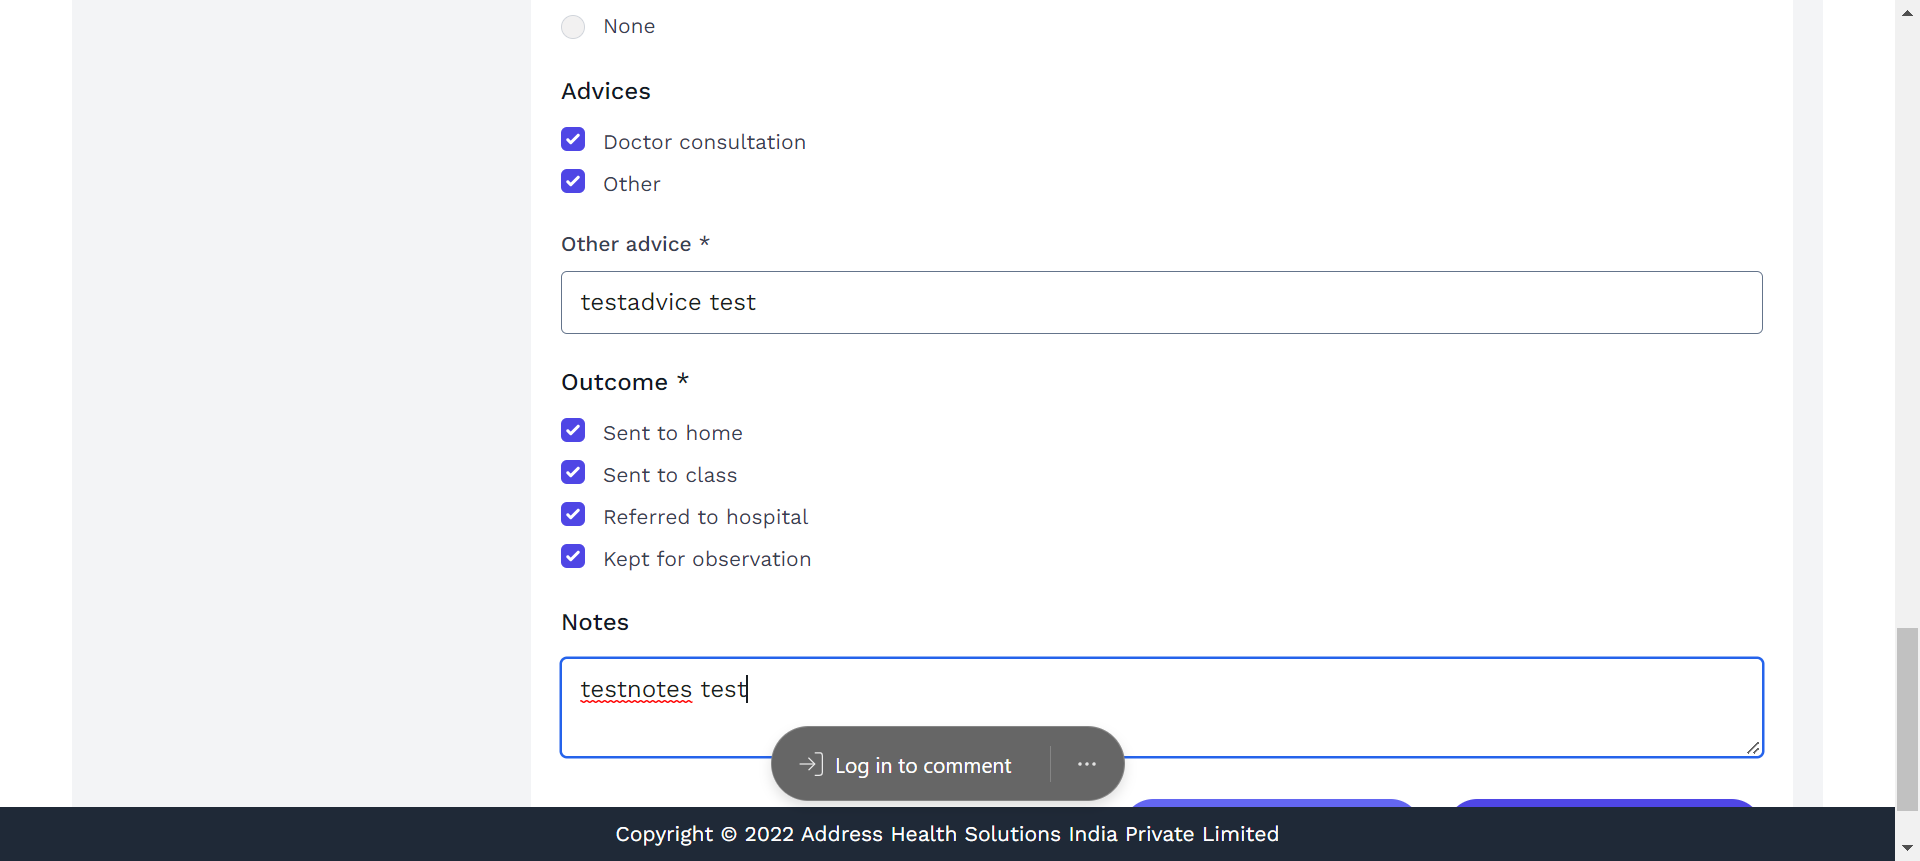 None
Advices
Doctor consultation
Other
Other advice *
testadvice test
Outcome *
Sent to home
Sent to class
Referred to hospital
Kept for observation
Notes
testnotes test
Log in to comment
Copyright © 2022 Address Health Solutions India Private Limited